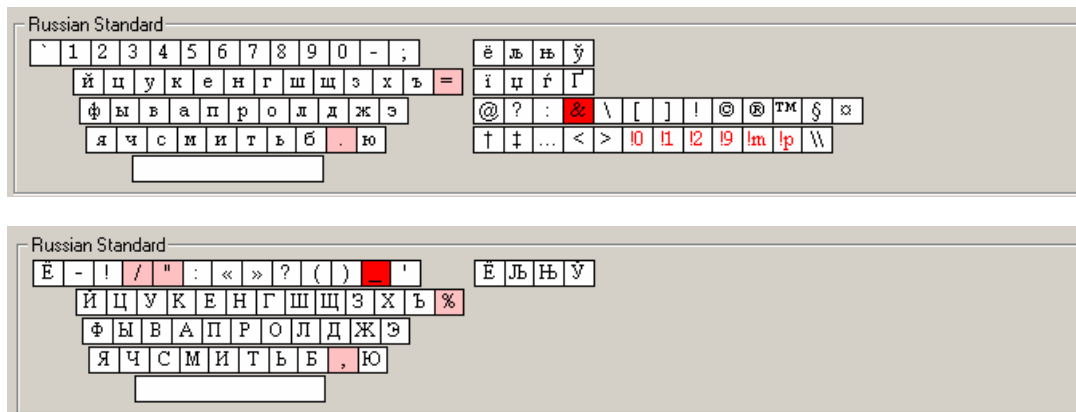 Russian Standard
` 1 2 3 4 5 6 7 8 9 0 - ; ё љ њ ў
й ц у к е н г ш щ з х ъ = ї џ ѓ Ґ
ф ы в а п р о л д ж э @ ? : & \ [ ] ! © ® ™ § ¤
я ч с м и т ь б . ю † ‡ ... < > !0 !1 !2 !9 !m !p \\
Russian Standard
Ё - ! / " : « » ? ( ) _ ' Ё Љ Њ Ў
Й Ц У К Е Н Г Ш Щ З Х Ъ %
Ф Ы В А П Р О Л Д Ж Э
Я Ч С М И Т Ь Б , Ю